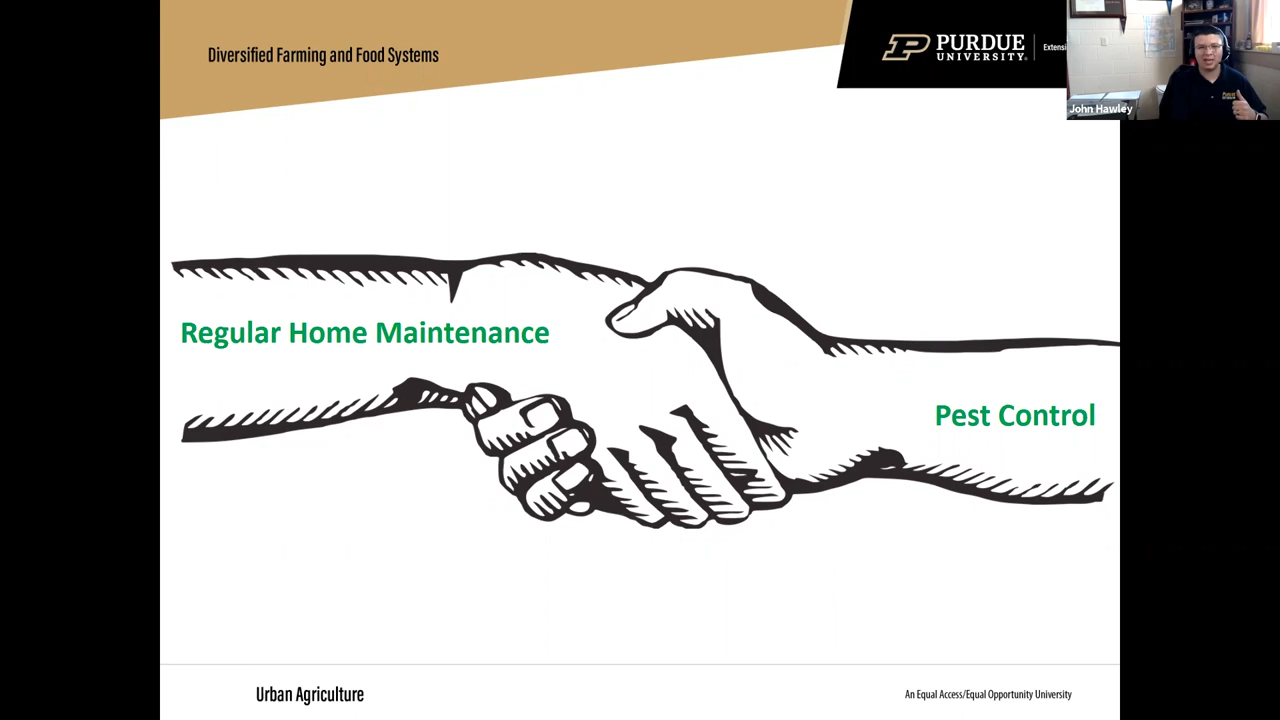 Diversified Farming and Food Systems
PURDUE UNIVERSITY®
John Hawley
Regular Home Maintenance
Pest Control
Urban Agriculture
An Equal Access/Equal Opportunity University